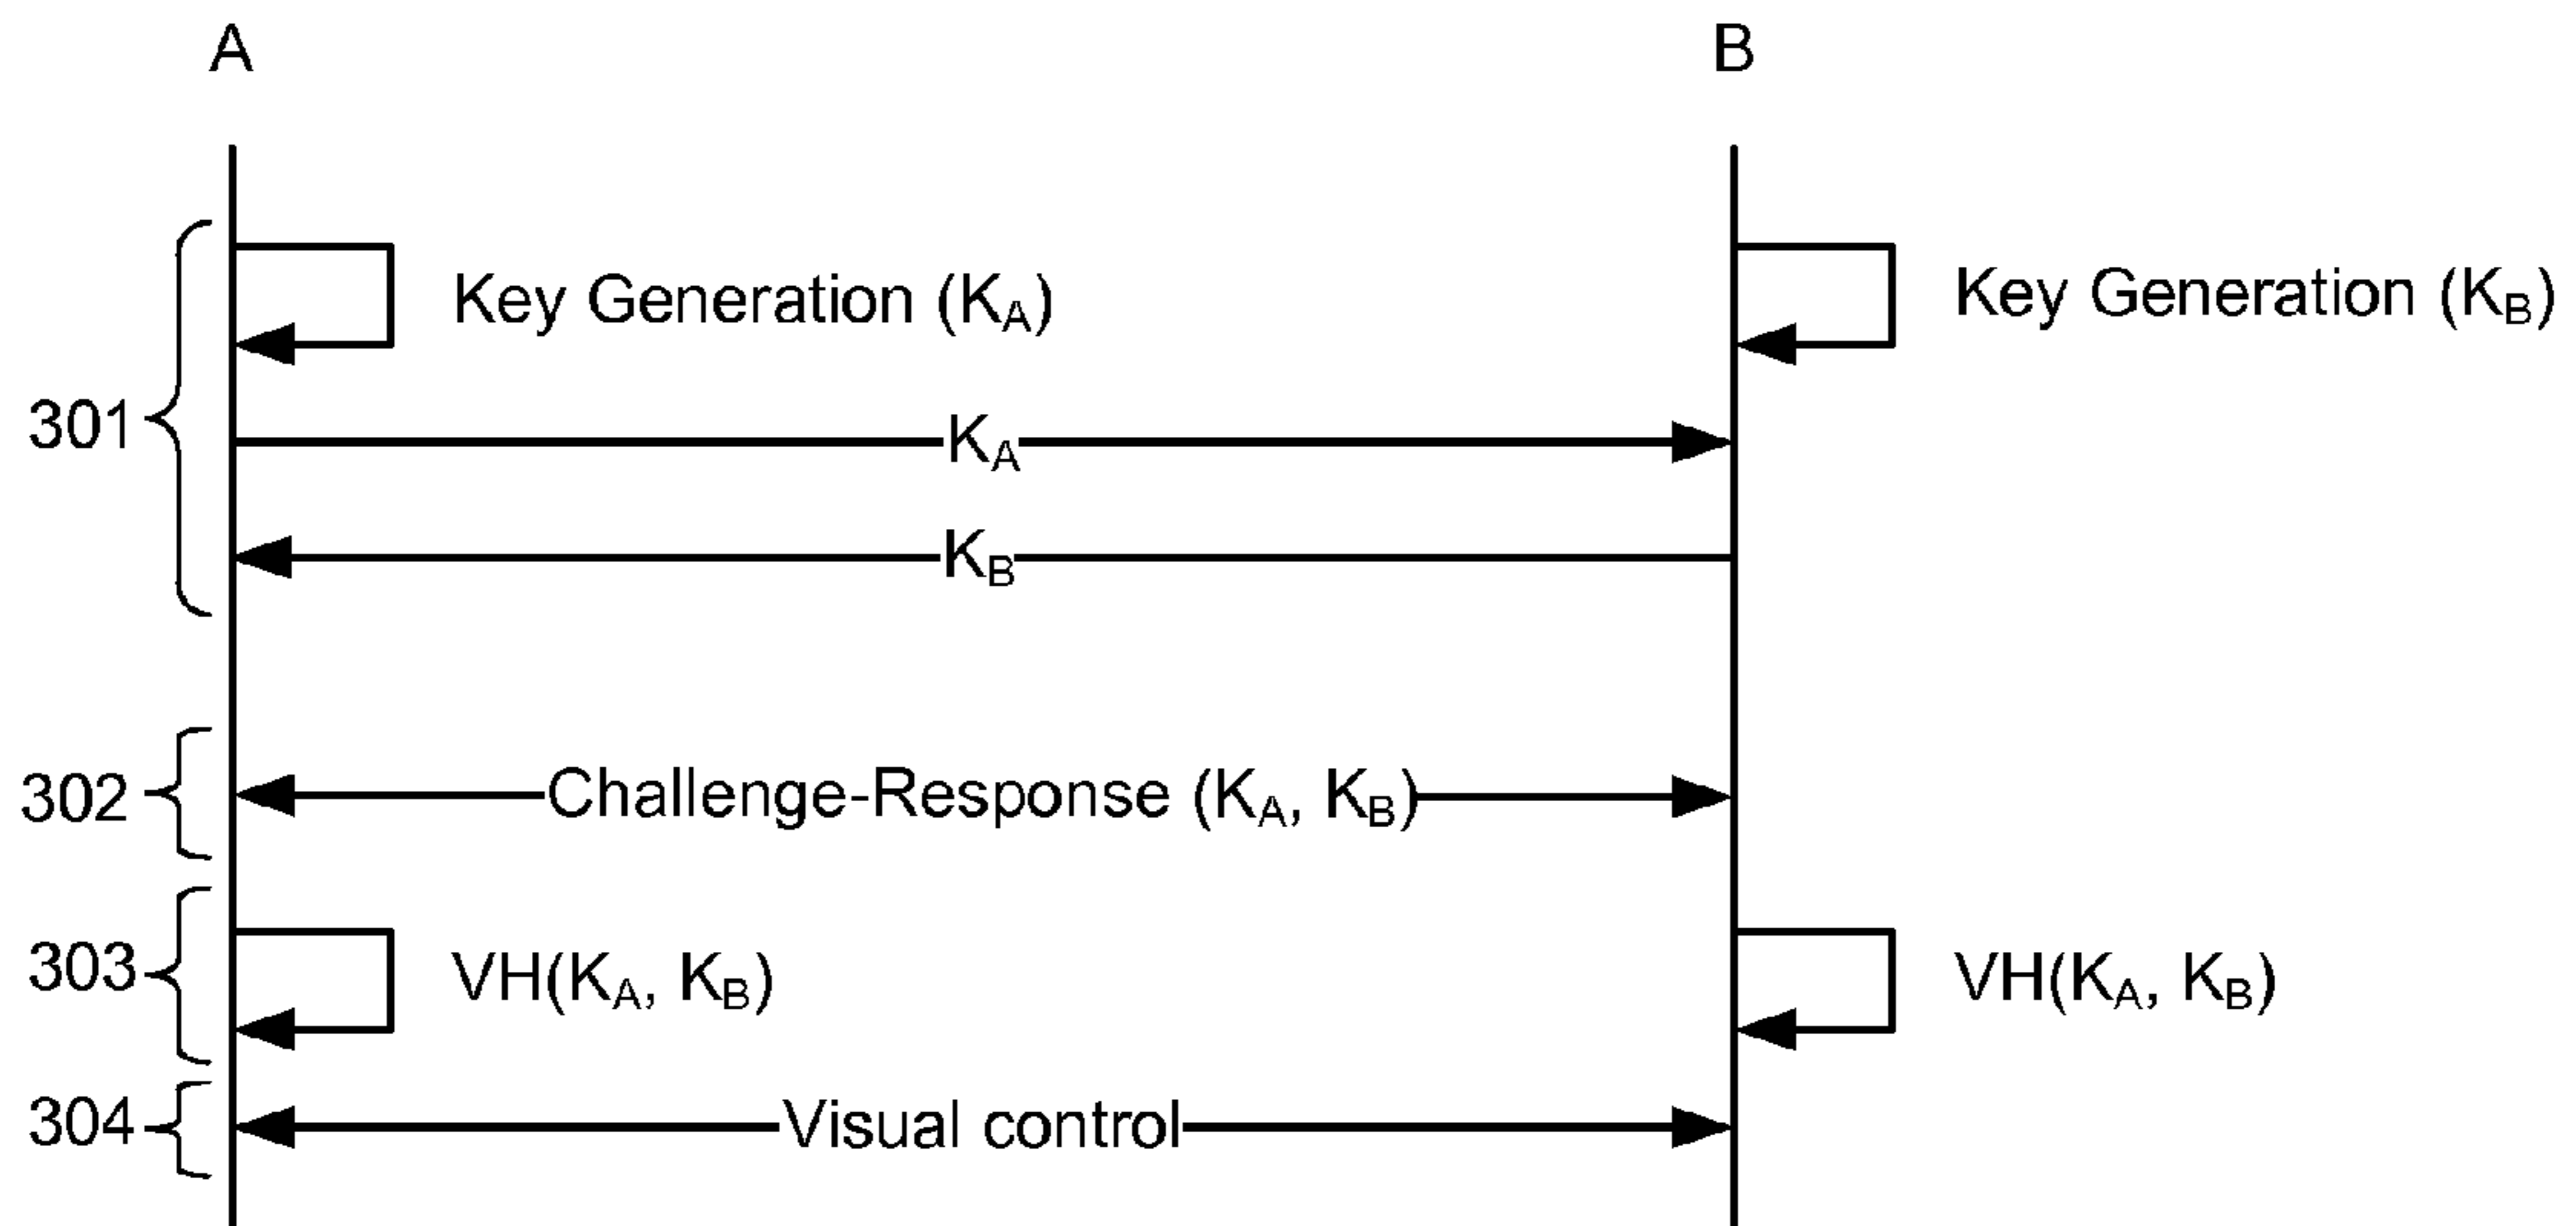 A
B
Key Generation (KA)
Key Generation (KB)
301
KA
KB
302
Challenge-Response (KA, KB)
303
VH(KA, KB)
VH(KA, KB)
304
Visual control